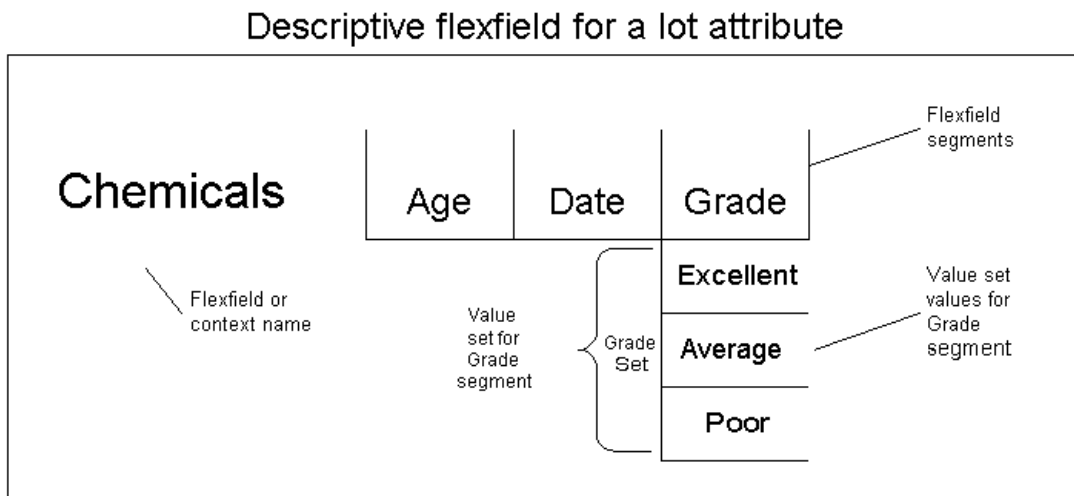 Descriptive flexfield for a lot attribute
Flexfield
segments
Chemicals
Age
Date
Grade
Excellent
Average
Poor
Flexfield or
context name
Value
set for
Grade
segment
Grade
Set
Value set
values for
Grade
segment